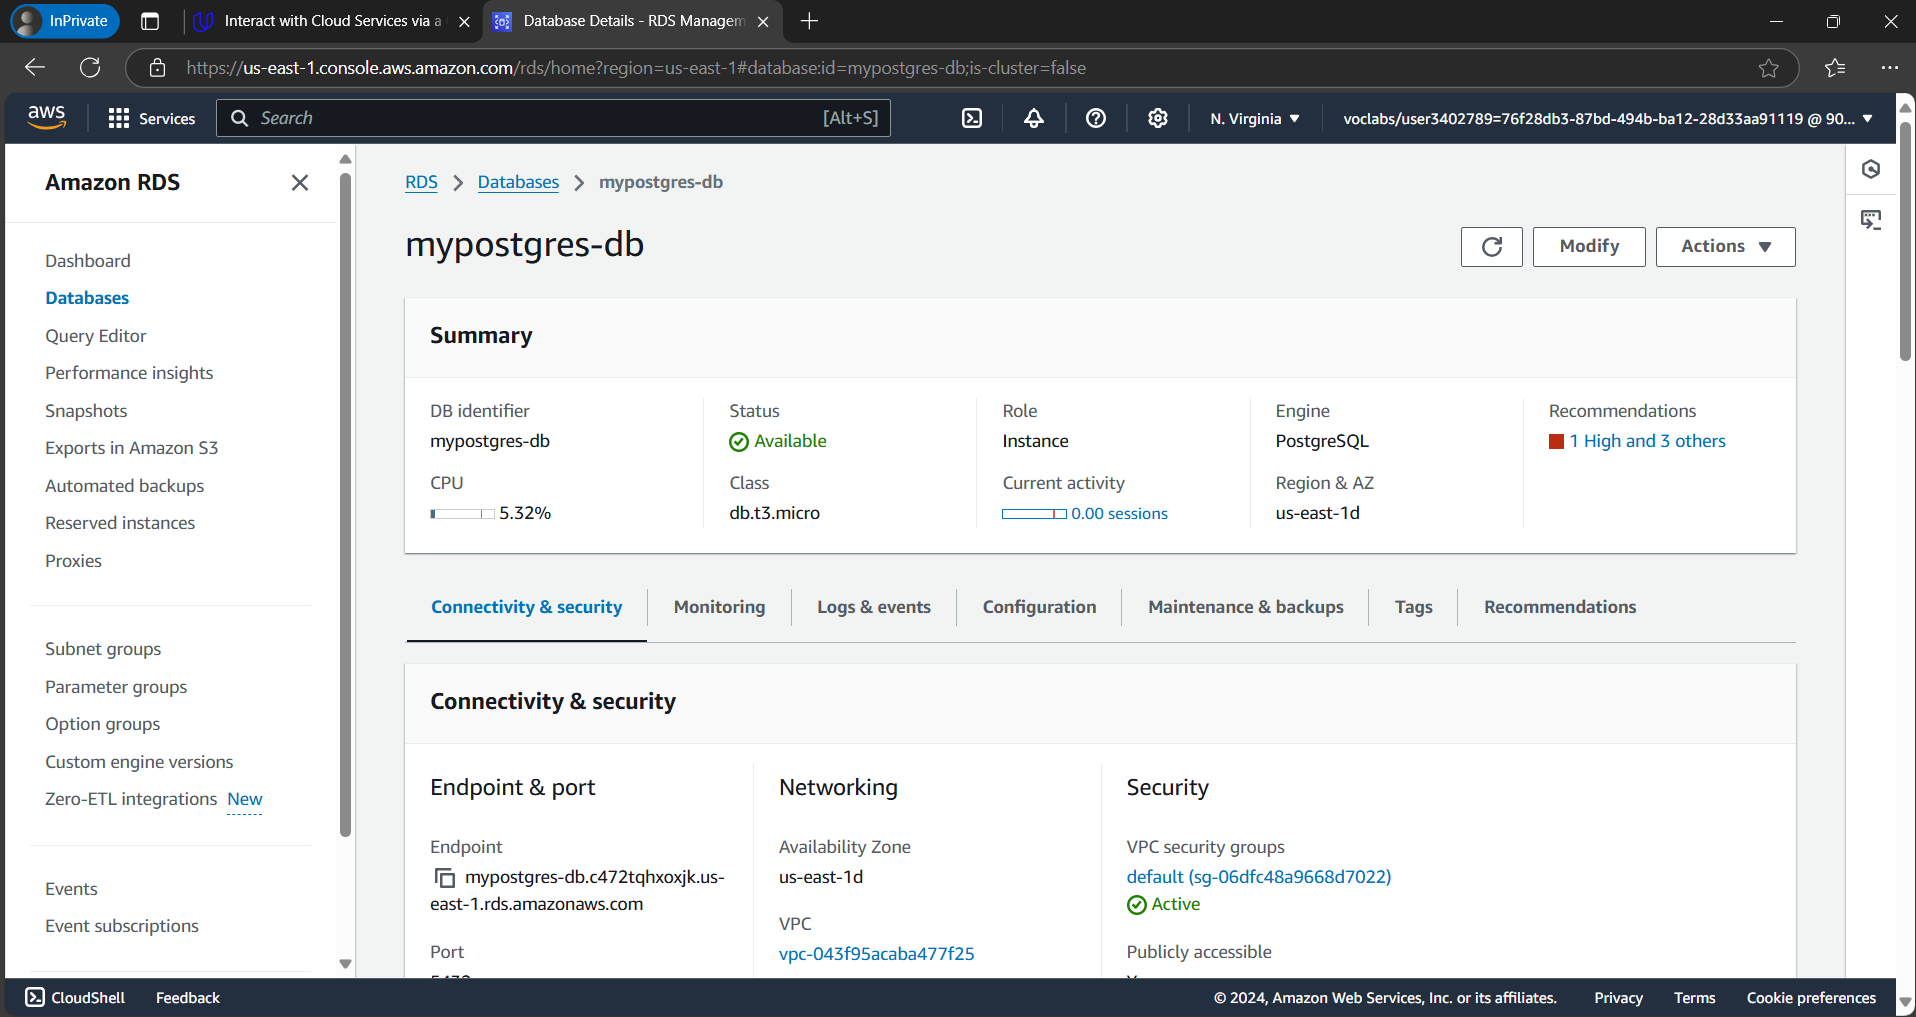 InPrivate
Interact with Cloud Services via a
Database Details - RDS Managem
https://us-east-1.console.aws.amazon.com/rds/home?region=us-east-1#database:id=mypostgres-db;is-cluster=false
aws
Services
Search
[Alt+S]
N. Virginia
voclabs/user3402789=76f28db3-87bd-494b-ba12-28d33aa91119 @ 90...
Amazon RDS
Dashboard
Databases
Query Editor
Performance insights
Snapshots
Exports in Amazon S3
Automated backups
Reserved instances
Proxies
Subnet groups
Parameter groups
Option groups
Custom engine versions
Zero-ETL integrations New
Events
Event subscriptions
RDS
Databases
mypostgres-db
mypostgres-db
Modify
Actions
Summary
DB identifier
mypostgres-db
CPU
5.32%
Status
Available
Class
db.t3.micro
Role
Instance
Current activity
0.00 sessions
Engine
PostgreSQL
Region & AZ
us-east-1d
Recommendations
1 High and 3 others
Connectivity & security
Monitoring
Logs & events
Configuration
Maintenance & backups
Tags
Recommendations
Connectivity & security
Endpoint & port
Endpoint
mypostgres-db.c472tqhxoxjk.us-
east-1.rds.amazonaws.com
Port
Networking
Availability Zone
us-east-1d
VPC
vpc-043f95acaba477f25
Security
VPC security groups
default (sg-06dfc48a9668d7022)
Active
Publicly accessible
CloudShell
Feedback
© 2024, Amazon Web Services, Inc. or its affiliates.
Privacy
Terms
Cookie preferences